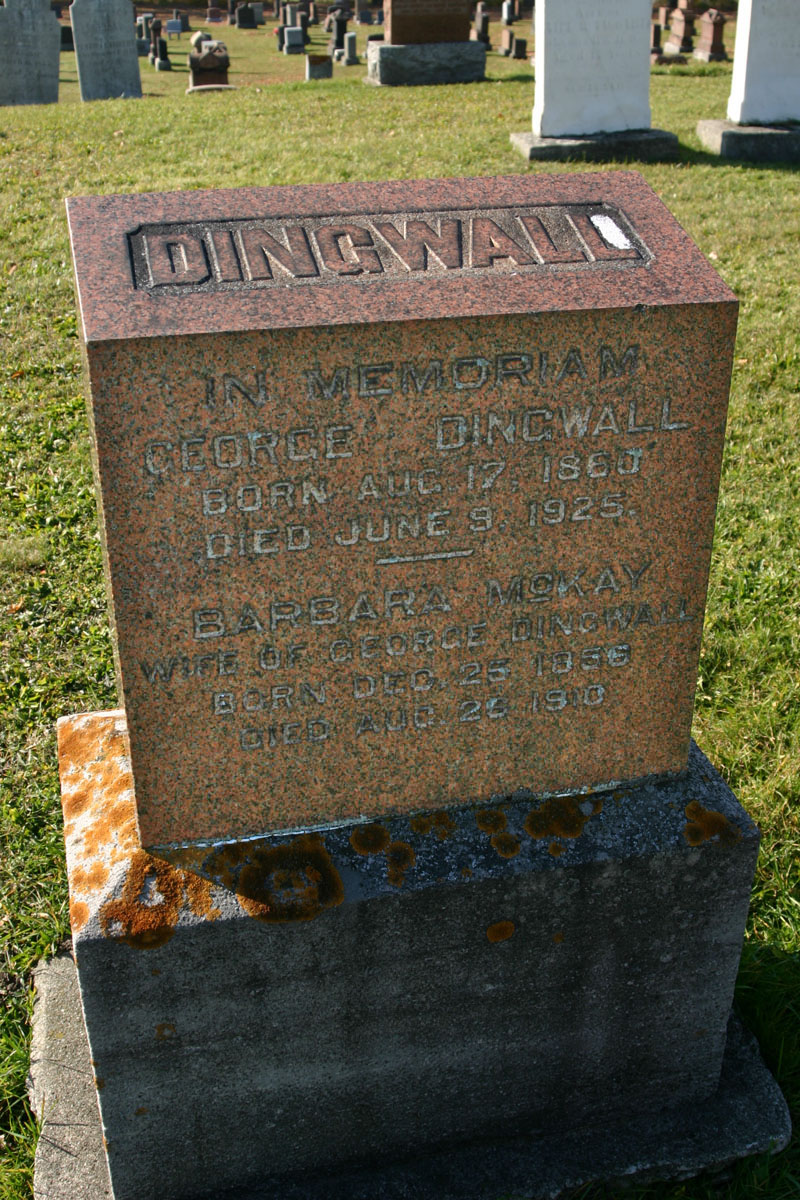 DINGWALL
IN MEMORIAM
GEORGE DINGWALL
BORN AUG. 17, 1860
DIED JUNE 9, 1925.
BARBARA McKAY
WIFE OF GEORGE DINGWALL
BORN DEC. 25 1856
DIED AUG. 26 1910